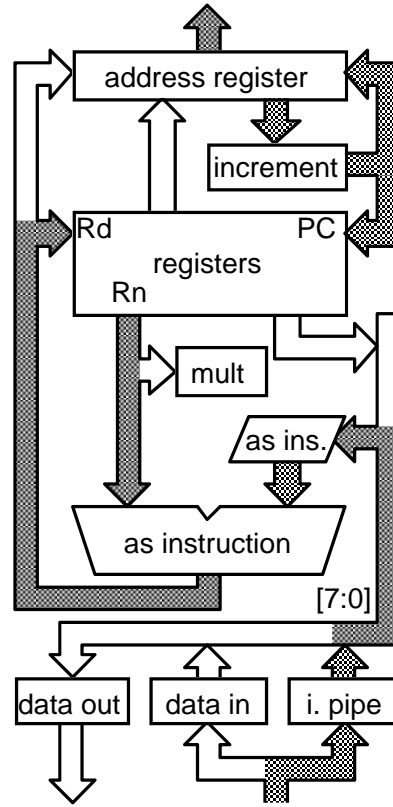 address register
increment
Rd
PC
registers
Rn
mult
as ins.
as instruction
[7:0]
data out
data in
i. pipe